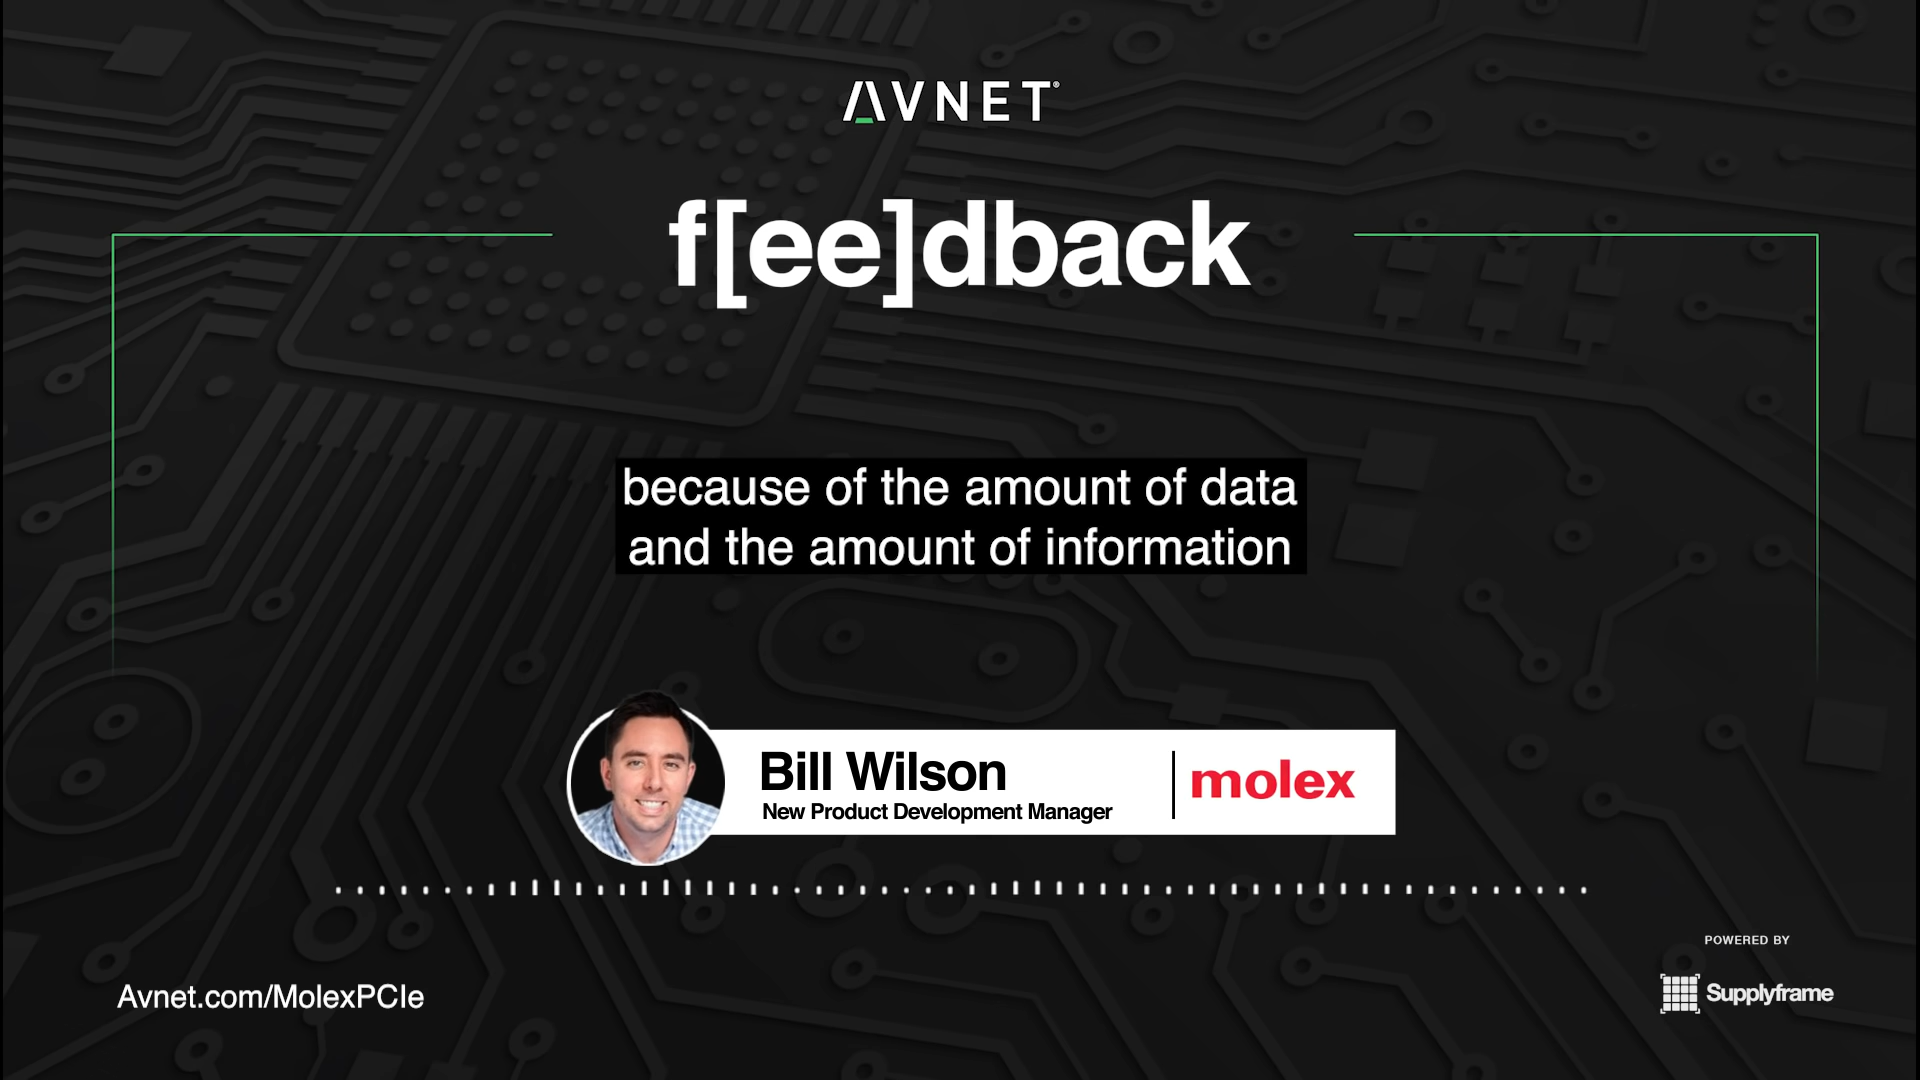 AVNET®
f[ee]dback
because of the amount of data
and the amount of information
Bill Wilson
New Product Development Manager
molex
POWERED BY
Supplyframe
Avnet.com/MolexPCIe